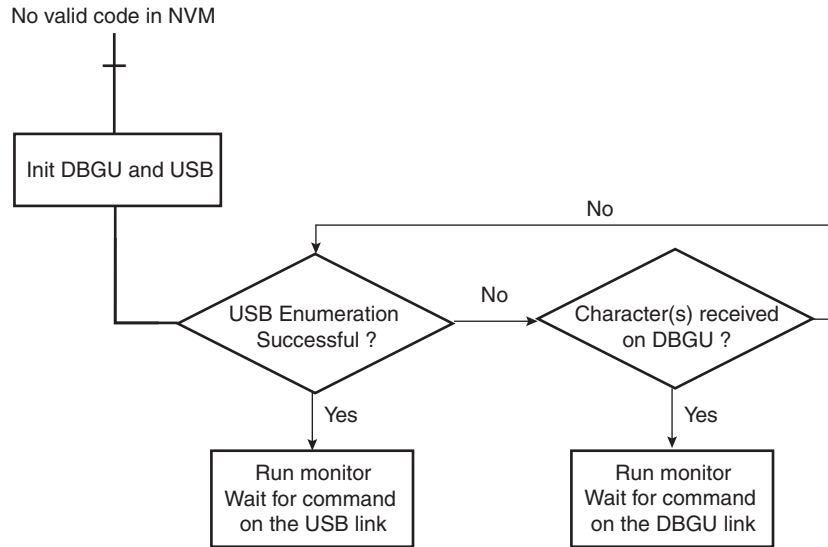 No valid code in NVM
Init DBGU and USB
No
USB Enumeration
Successful ?
No
Character(s) received
on DBGU ?
Yes
Yes
Run monitor
Wait for command
on the USB link
Run monitor
Wait for command
on the DBGU link